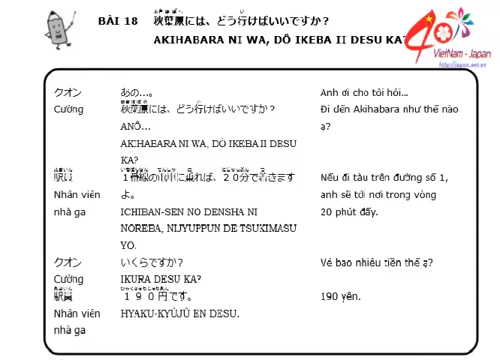 BÀI 18 秋葉原には、どう行けばいいですか？
AKIHABARA NI WA, DÔ IKEBA II DESU KA?
40
VietNam - Japan
クオン
Cường
あの…。
秋葉原には、どう行けばいいですか？
ANÔ...
AKIHABARA NI WA, DÔ IKEBA II DESU
KA?
Anh ơi cho tôi hỏi...
Đi đến Akihabara như thế nào
ạ?
駅員
Nhân viên
nhà ga
１番線の電車に乗れば、２０分で着きます
よ。
ICHIBAN-SEN NO DENSHA NI
NOREBA, NIJYUPPUN DE TSUKIMASU
YO.
Nếu đi tàu trên đường số 1,
anh sẽ tới nơi trong vòng
20 phút đấy.
クオン
Cường
いくらですか？
IKURA DESU KA?
Vé bao nhiêu tiền thế ạ?
駅員
Nhân viên
nhà ga
１９０円です。
HYAKU-KYÛJÛ EN DESU.
190 yên.